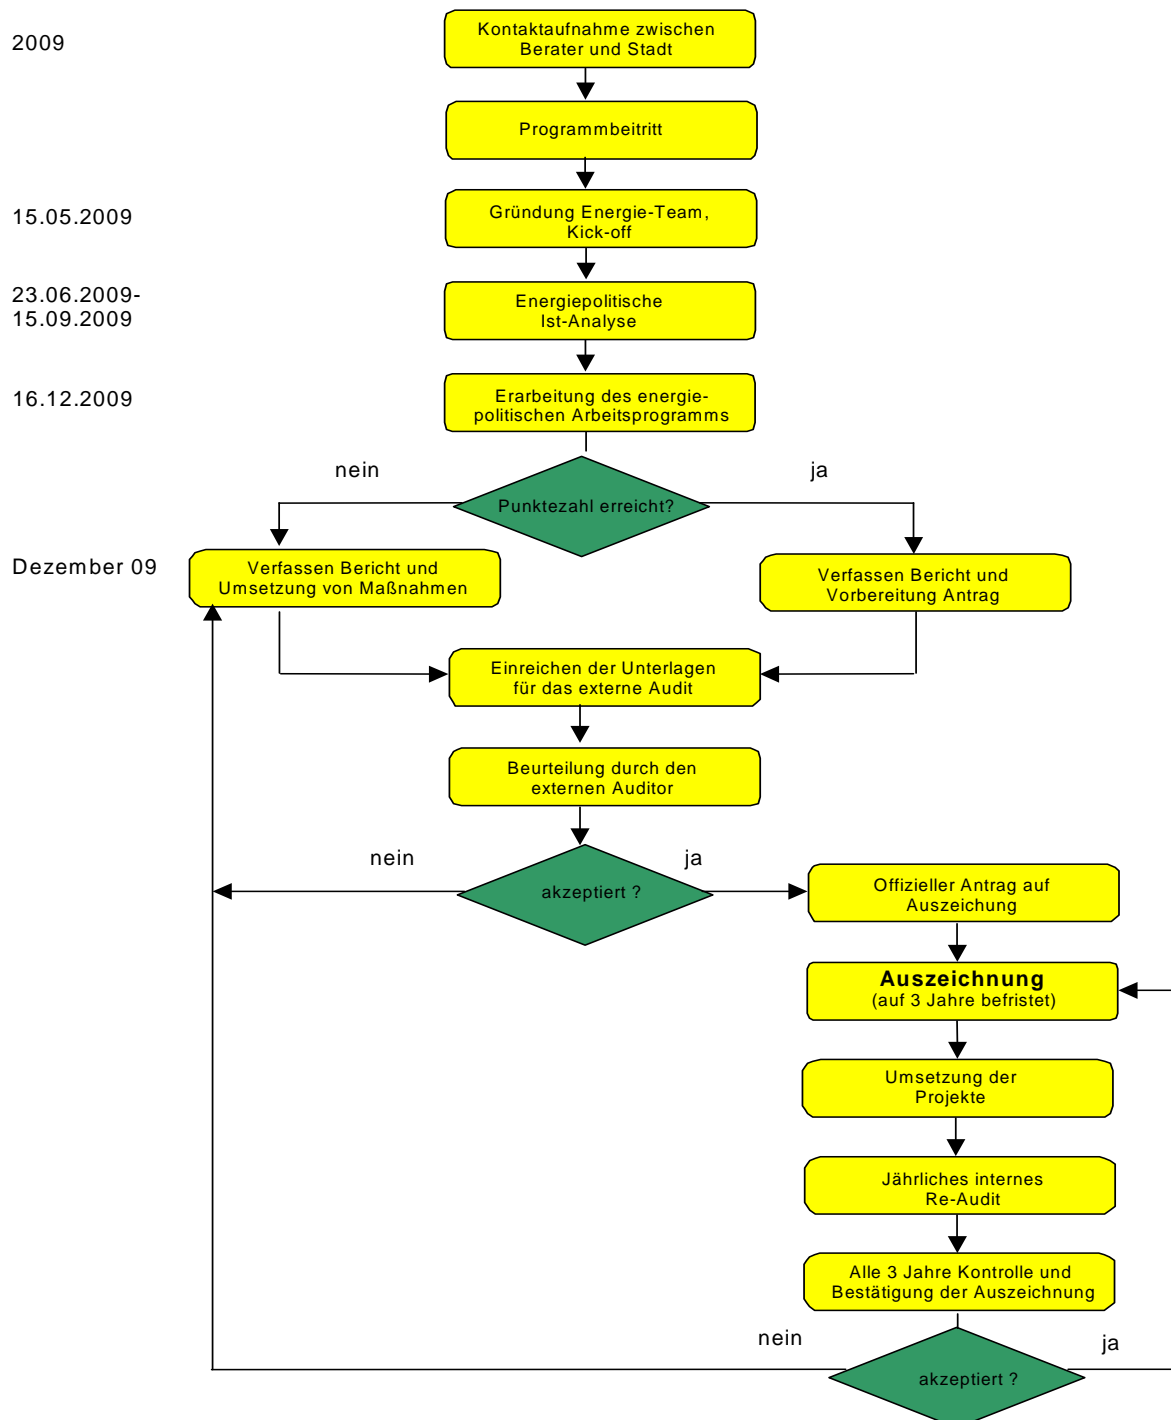 2009
Kontaktaufnahme zwischen
Berater und Stadt
Programmbeitritt
15.05.2009
Gründung Energie-Team,
Kick-off
23.06.2009-
15.09.2009
Energiepolitische
Ist-Analyse
16.12.2009
Erarbeitung des energie-
politischen Arbeitsprogramms
nein
ja
Punktezahl erreicht?
Dezember 09
Verfassen Bericht und
Umsetzung von Maßnahmen
Verfassen Bericht und
Vorbereitung Antrag
Einreichen der Unterlagen
für das externe Audit
Beurteilung durch den
externen Auditor
nein
ja
akzeptiert ?
Offizieller Antrag auf
Auszeichung
Auszeichnung
(auf 3 Jahre befristet)
Umsetzung der
Projekte
Jährliches internes
Re-Audit
Alle 3 Jahre Kontrolle und
Bestätigung der Auszeichnung
nein
ja
akzeptiert ?